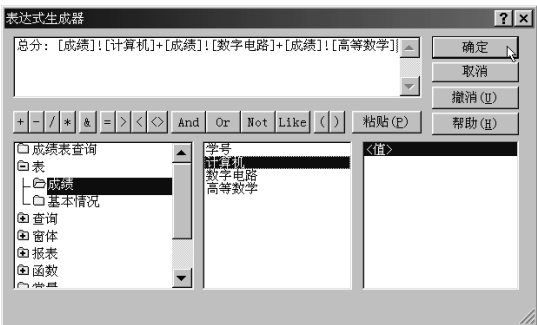 表达式生成器
总分: [成绩]![计算机]+[成绩]![数字电路]+[成绩]![高等数学]
确定
取消
撤消(U)
+ - / * & = > < <> And Or Not Like ( ) 粘贴(P) 帮助(H)
成绩表查询
表
成绩
基本情况
查询
窗体
报表
函数
常量
学号
计算机
数字电路
高等数学
<值>